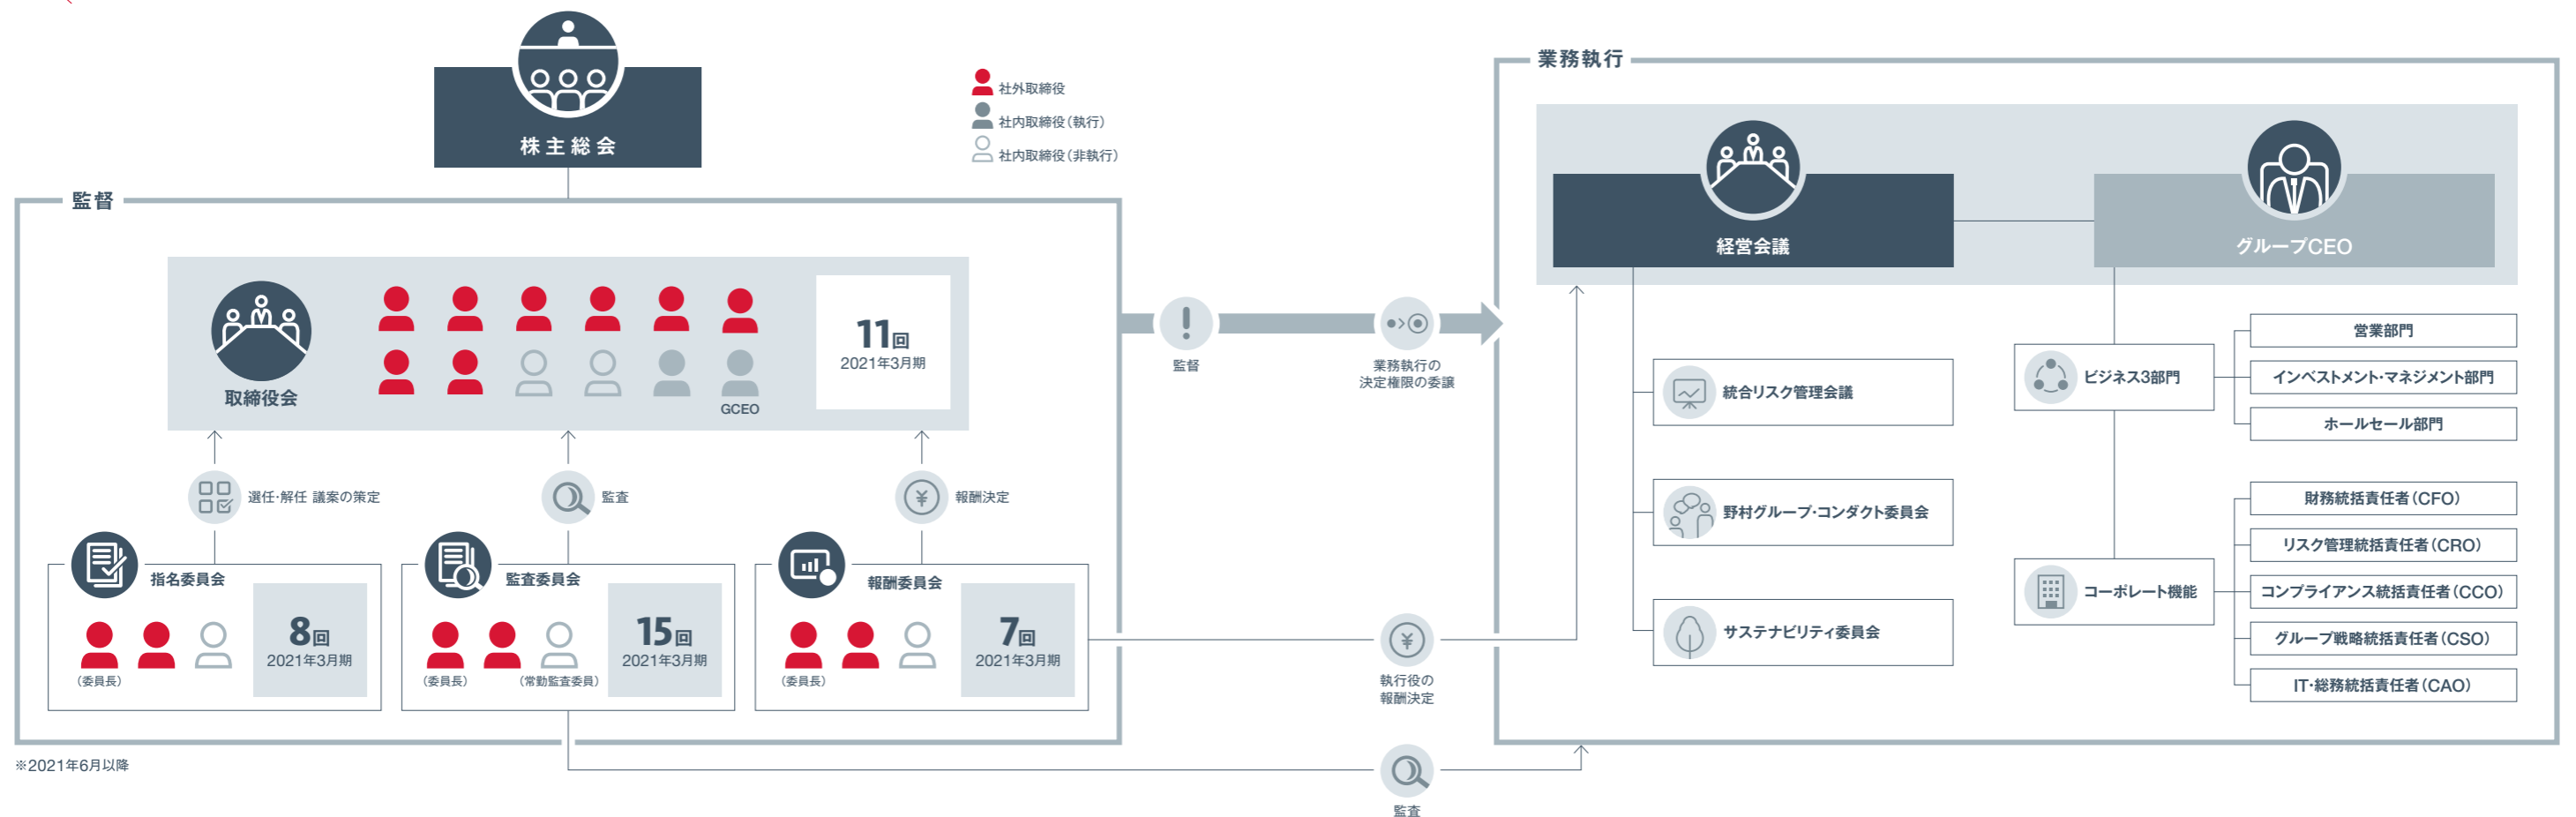 株主総会
社外取締役
社内取締役(執行)
社内取締役(非執行)
監督
取締役会
GCEO
11回
2021年3月期
選任・解任 議案の策定
監査
報酬決定
指名委員会
(委員長)
8回
2021年3月期
監査委員会
(委員長)
(常勤監査委員)
15回
2021年3月期
報酬委員会
(委員長)
7回
2021年3月期
※2021年6月以降
監督
業務執行の
決定権限の委譲
執行役の
報酬決定
監査
業務執行
経営会議
グループCEO
統合リスク管理会議
野村グループ・コンダクト委員会
サステナビリティ委員会
ビジネス3部門
営業部門
インベストメント・マネジメント部門
ホールセール部門
コーポレート機能
財務統括責任者(CFO)
リスク管理統括責任者(CRO)
コンプライアンス統括責任者(CCO)
グループ戦略統括責任者(CSO)
IT・総務統括責任者(CAO)